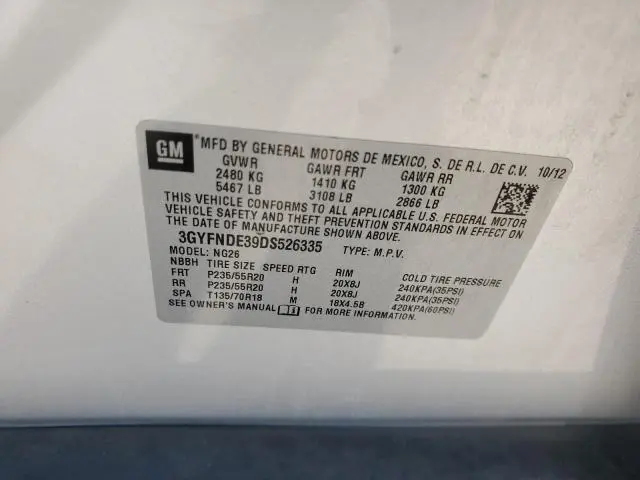 GM
*MFD BY GENERAL MOTORS DE MEXICO, S. DE R.L. DE C.V. 10/12
GVWR GAWR FRT GAWR RR
2480 KG 1410 KG 1300 KG
5467 LB 3108 LB 2866 LB
THIS VEHICLE CONFORMS TO ALL APPLICABLE U.S. FEDERAL MOTOR
VEHICLE SAFETY AND THEFT PREVENTION STANDARDS IN EFFECT ON
THE DATE OF MANUFACTURE SHOWN ABOVE.
3GYFNDE39DS526335 TYPE: M.P.V.
MODEL: NG26
NBBH TIRE SIZE SPEED RTG RIM COLD TIRE PRESSURE
FRT P235/55R20 H 20X8J 240KPA(35PSI)
RR P235/55R20 H 20X8J 240KPA(35PSI)
SPA T135/70R18 M 18X4.5B 420KPA(60PSI)
SEE OWNER'S MANUAL FOR MORE INFORMATION